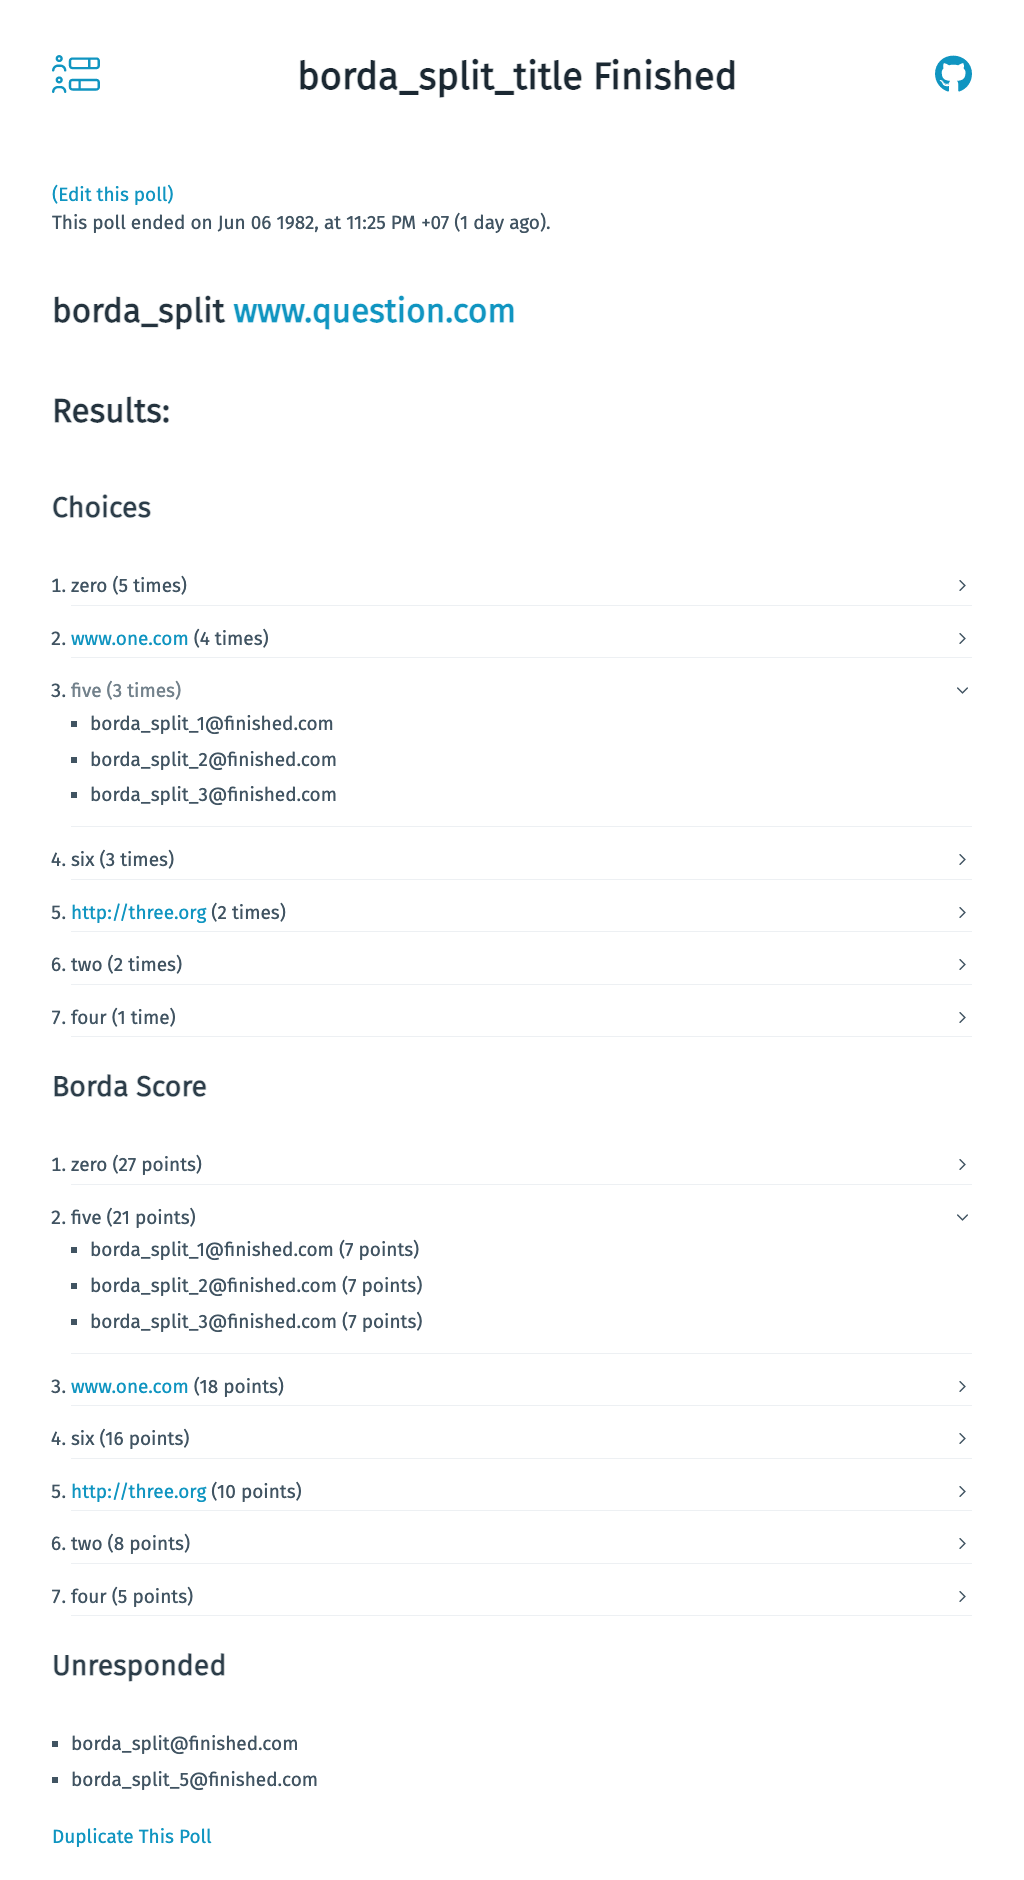 borda_split_title Finished
(Edit this poll)
This poll ended on Jun 06 1982, at 11:25 PM +07 (1 day ago).
borda_split www.question.com
Results:
Choices
1. zero (5 times)
2. www.one.com (4 times)
3. five (3 times)
borda_split_1@finished.com
borda_split_2@finished.com
borda_split_3@finished.com
4. six (3 times)
5. http://three.org (2 times)
6. two (2 times)
7. four (1 time)
Borda Score
1. zero (27 points)
2. five (21 points)
borda_split_1@finished.com (7 points)
borda_split_2@finished.com (7 points)
borda_split_3@finished.com (7 points)
3. www.one.com (18 points)
4. six (16 points)
5. http://three.org (10 points)
6. two (8 points)
7. four (5 points)
Unresponded
borda_split@finished.com
borda_split_5@finished.com
Duplicate This Poll